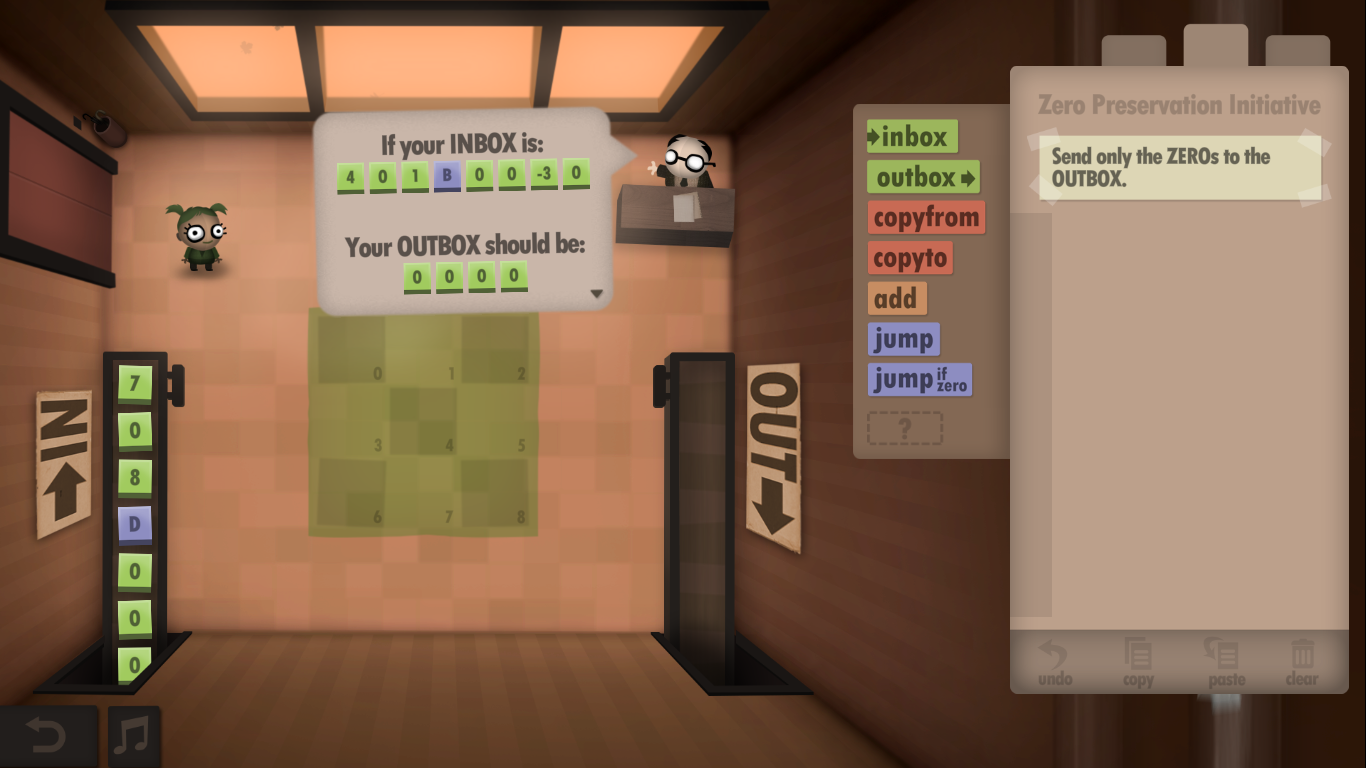 If your INBOX is:
4 0 1 B 0 0 -3 0
Your OUTBOX should be:
0 0 0 0
0 1 2
3 4 5
6 7 8
IN
7
0
8
D
0
0
0
OUT
inbox
outbox
copyfrom
copyto
add
jump
jump if zero
?
Zero Preservation Initiative
Send only the ZEROs to the
OUTBOX.
undo copy paste clear